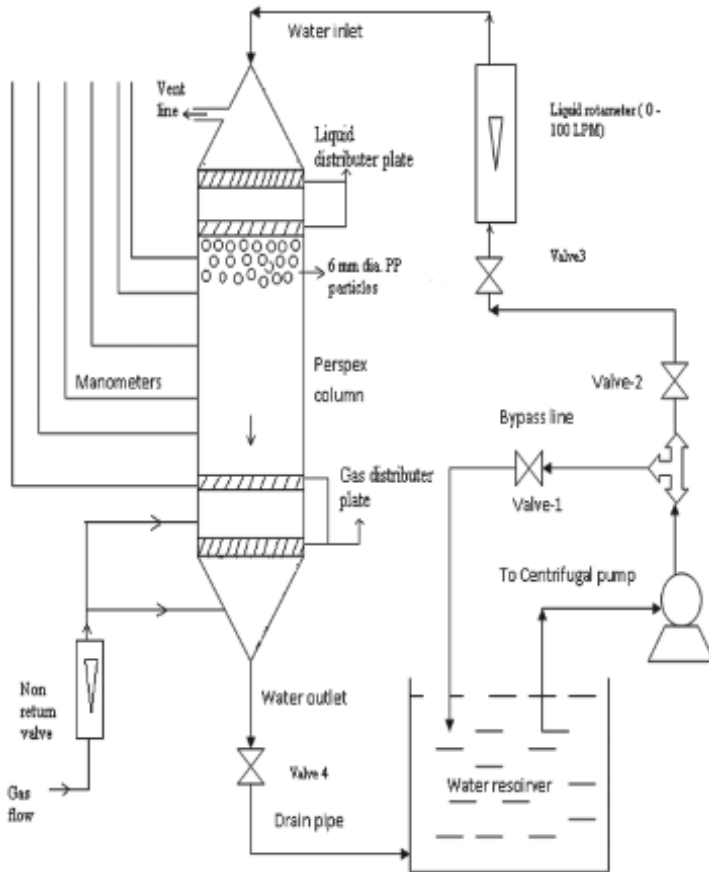 Water inlet
Vent
line
Liquid
distributer plate
Liquid rotameter ( 0 -
100 LPM)
6 mm dia. PP
particles
Valve3
Manometers
Perspex
column
Valve-2
Bypass line
Gas distributer
plate
Valve-1
To Centrifugal pump
Non
return
valve
Water outlet
Gas
flow
Valve 4
Water rescirver
Drain pipe